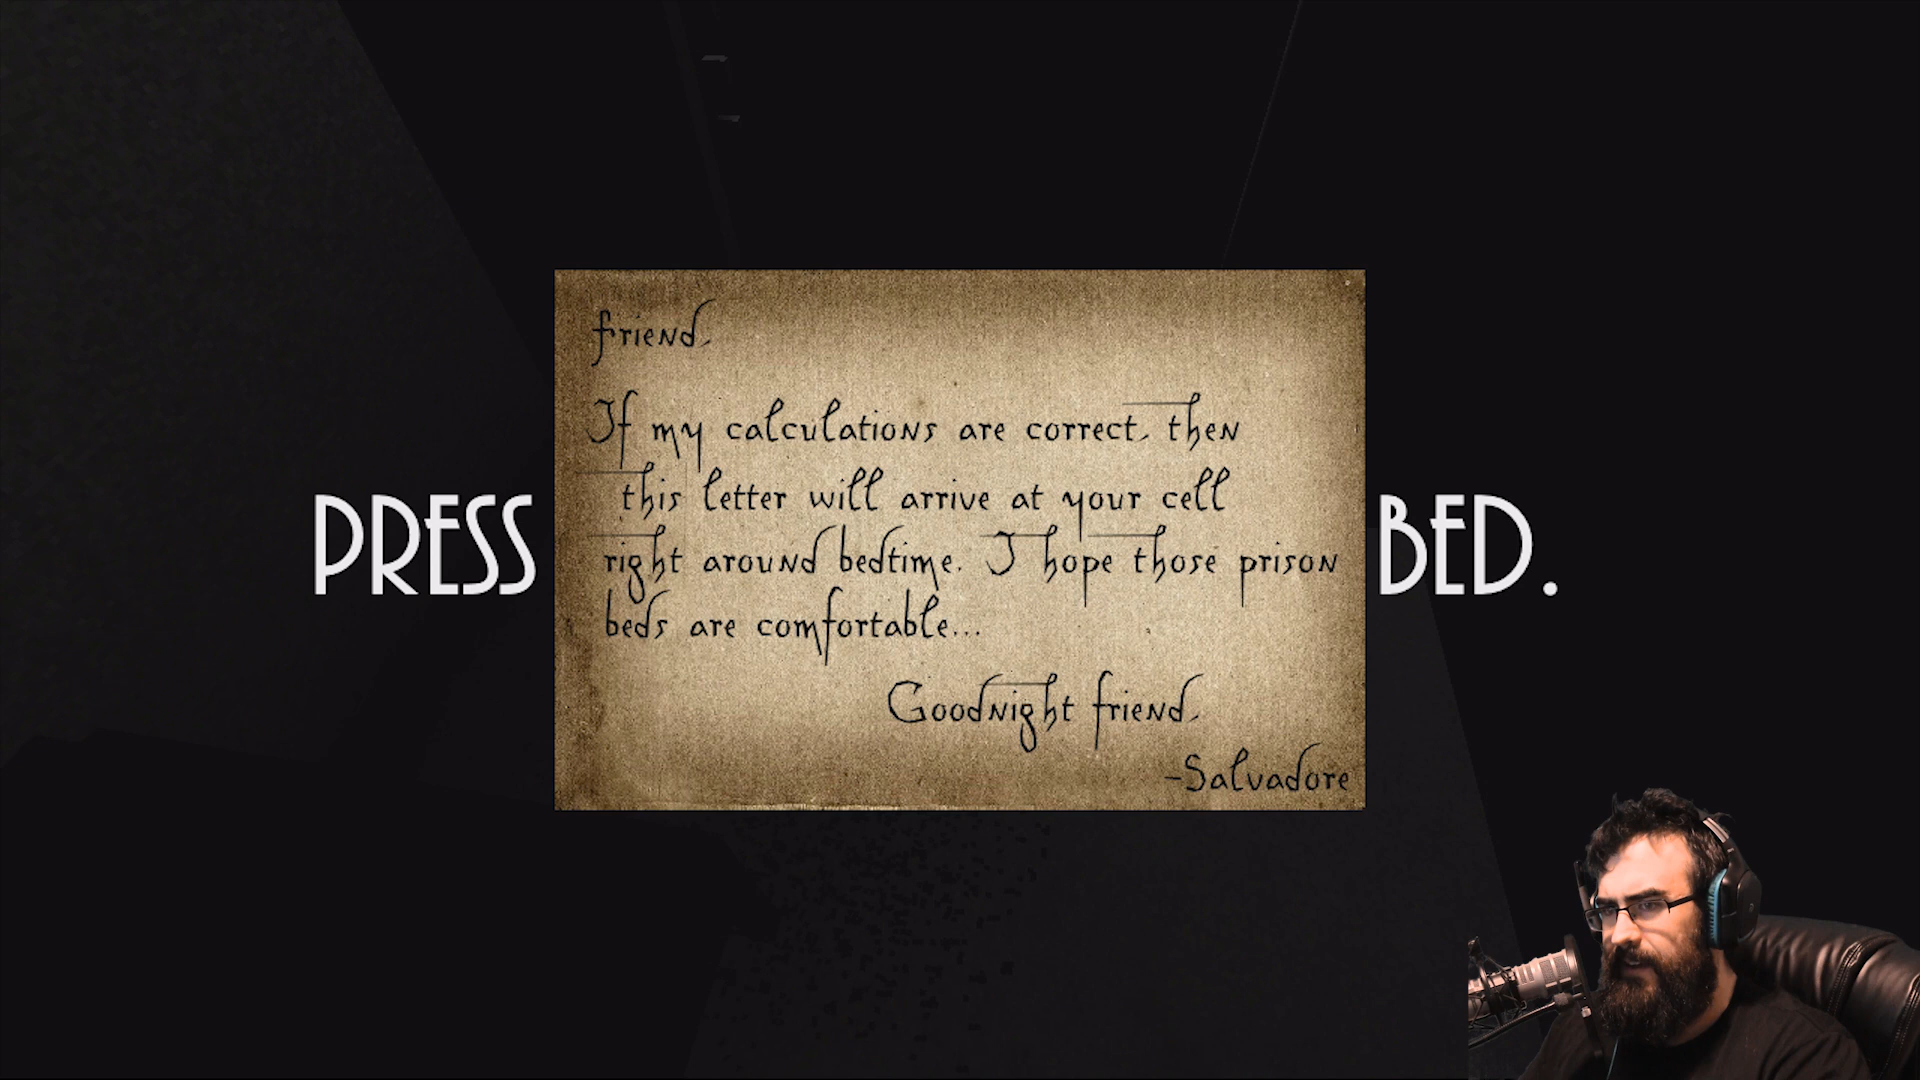 friend,
If my calculations are correct, then
this letter will arrive at your cell
PRESS
BED.
right around bedtime. I hope those prison
beds are comfortable...
Goodnight friend,
-Salvadore